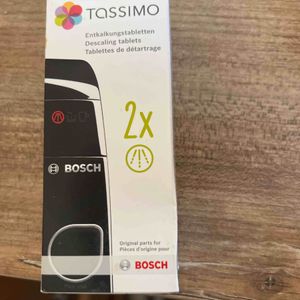 TASSIMO
Entkalkungstabletten
Descaling tablets
Tablettes de détartrage
2x
BOSCH
Original parts for
Pièces d'origine pour
BOSCH